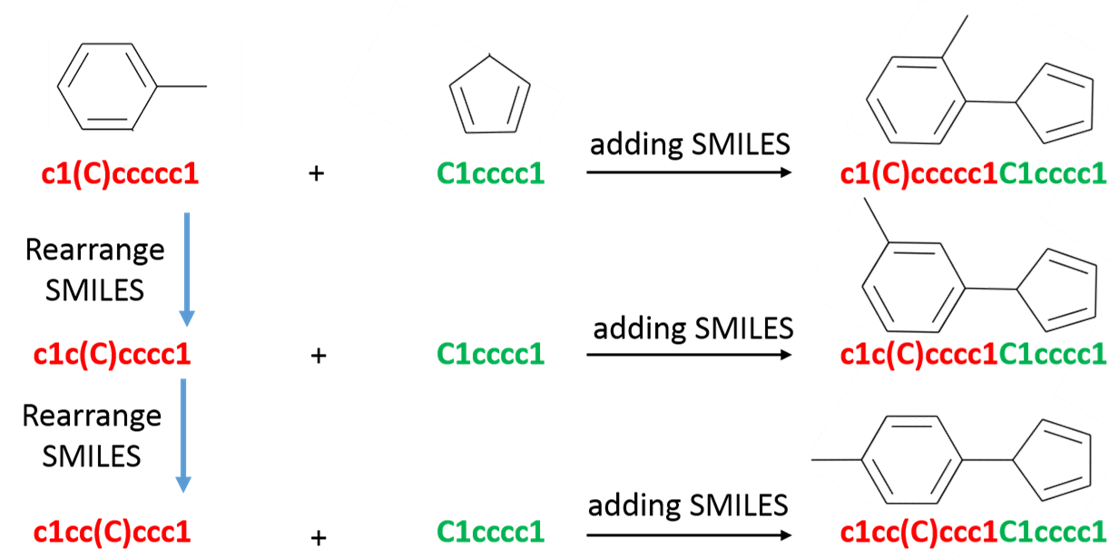 adding SMILES
c1(C)ccccc1 + C1cccc1 c1(C)ccccc1C1cccc1
Rearrange
SMILES
adding SMILES
c1c(C)cccc1 + C1cccc1 c1c(C)cccc1C1cccc1
Rearrange
SMILES
adding SMILES
c1cc(C)ccc1 + C1cccc1 c1cc(C)ccc1C1cccc1